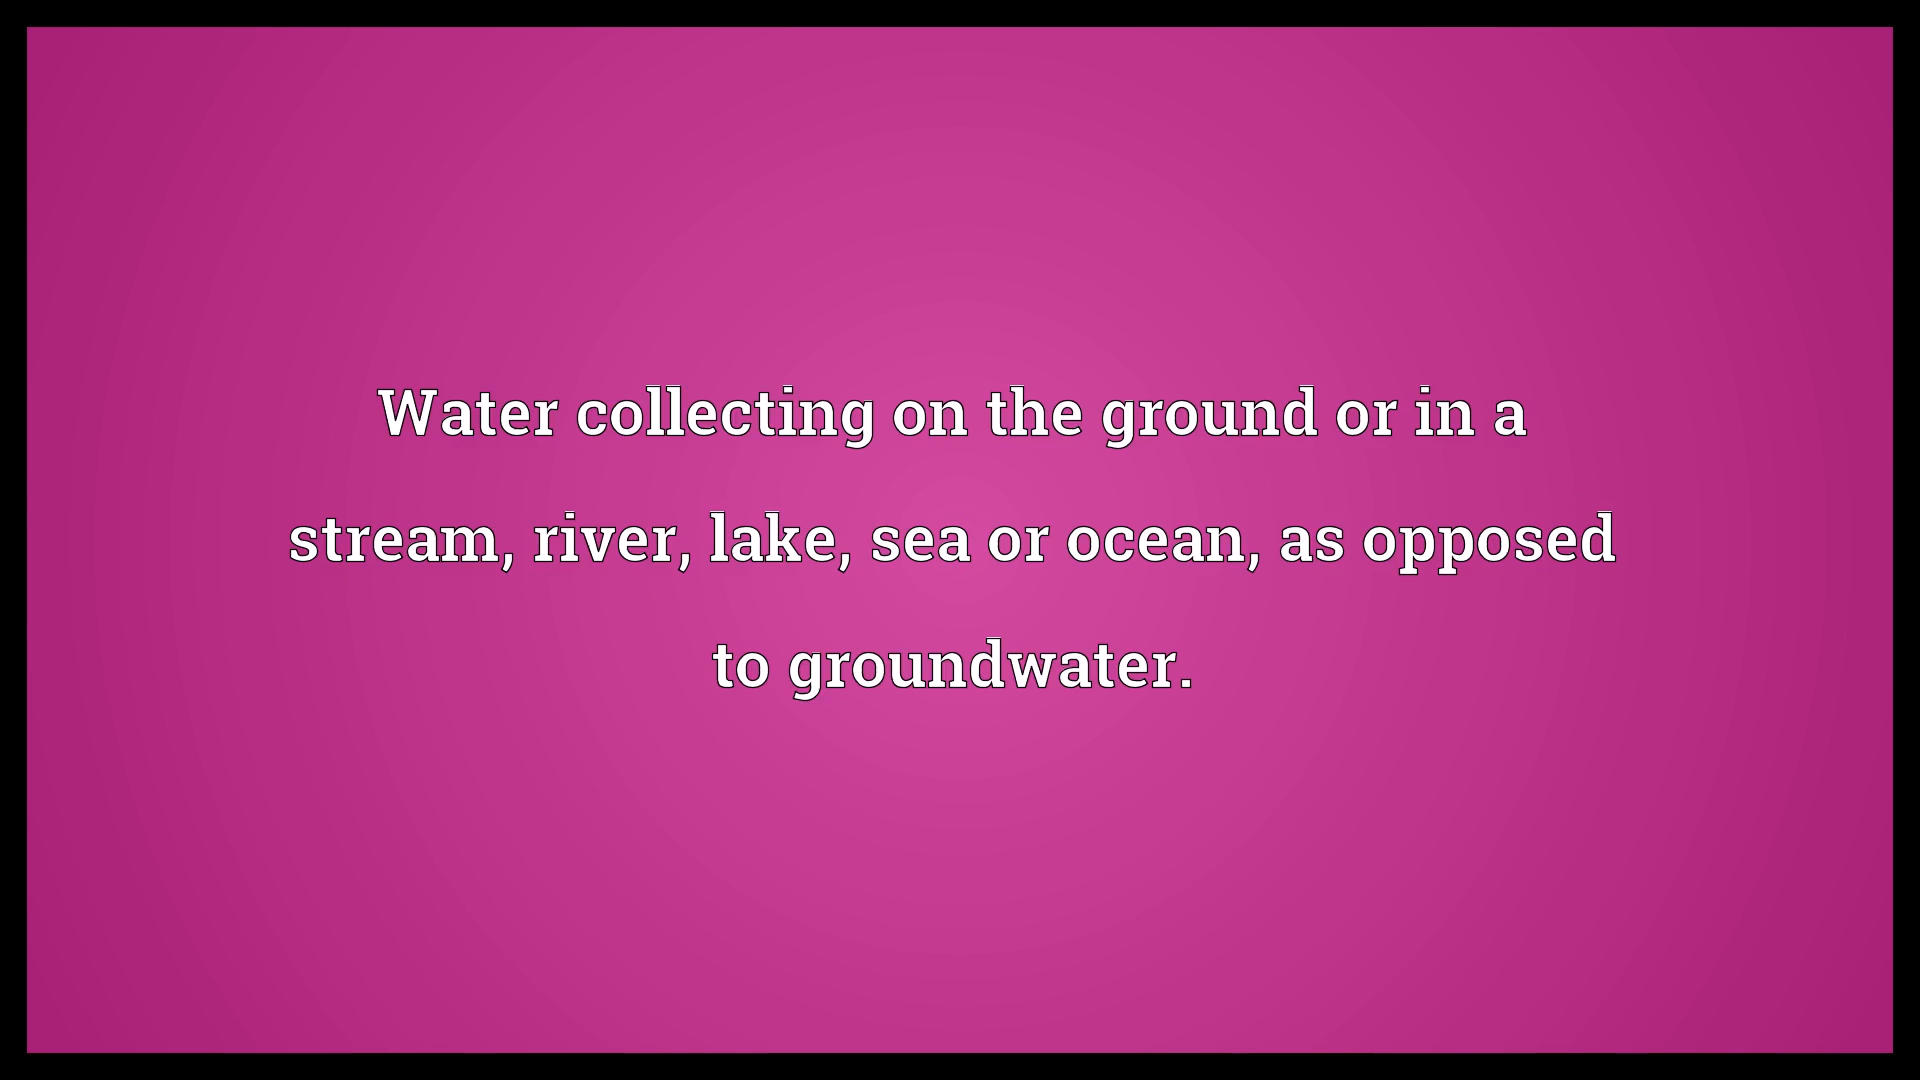 Water collecting on the ground or in a
stream, river, lake, sea or ocean, as opposed
to groundwater.